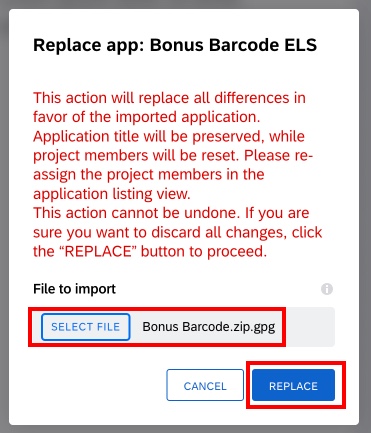 Replace app: Bonus Barcode ELS
This action will replace all differences in
favor of the imported application.
Application title will be preserved, while
project members will be reset. Please re-
assign the project members in the
application listing view.
This action cannot be undone. If you are
sure you want to discard all changes, click
the “REPLACE” button to proceed.
File to import
SELECT FILE Bonus Barcode.zip.gpg
CANCEL REPLACE